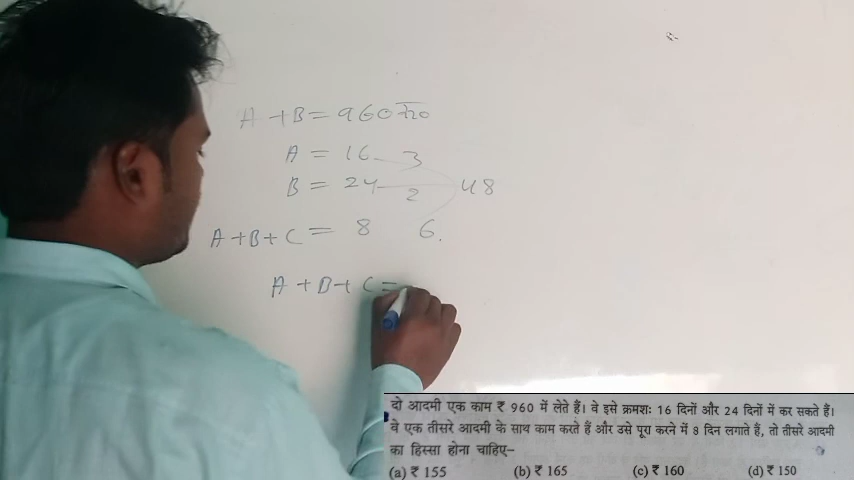 A + B = 960 रु0
A = 16 3
B = 24 2 48
A + B + C = 8 6.
A + B + C =
दो आदमी एक काम ₹ 960 में लेते हैं। वे इसे क्रमशः 16 दिनों और 24 दिनों में कर सकते हैं।
वे एक तीसरे आदमी के साथ काम करते हैं और उसे पूरा करने में 8 दिन लगाते हैं, तो तीसरे आदमी
का हिस्सा होना चाहिए–
(a) ₹ 155 (b) ₹ 165 (c) ₹ 160 (d) ₹ 150